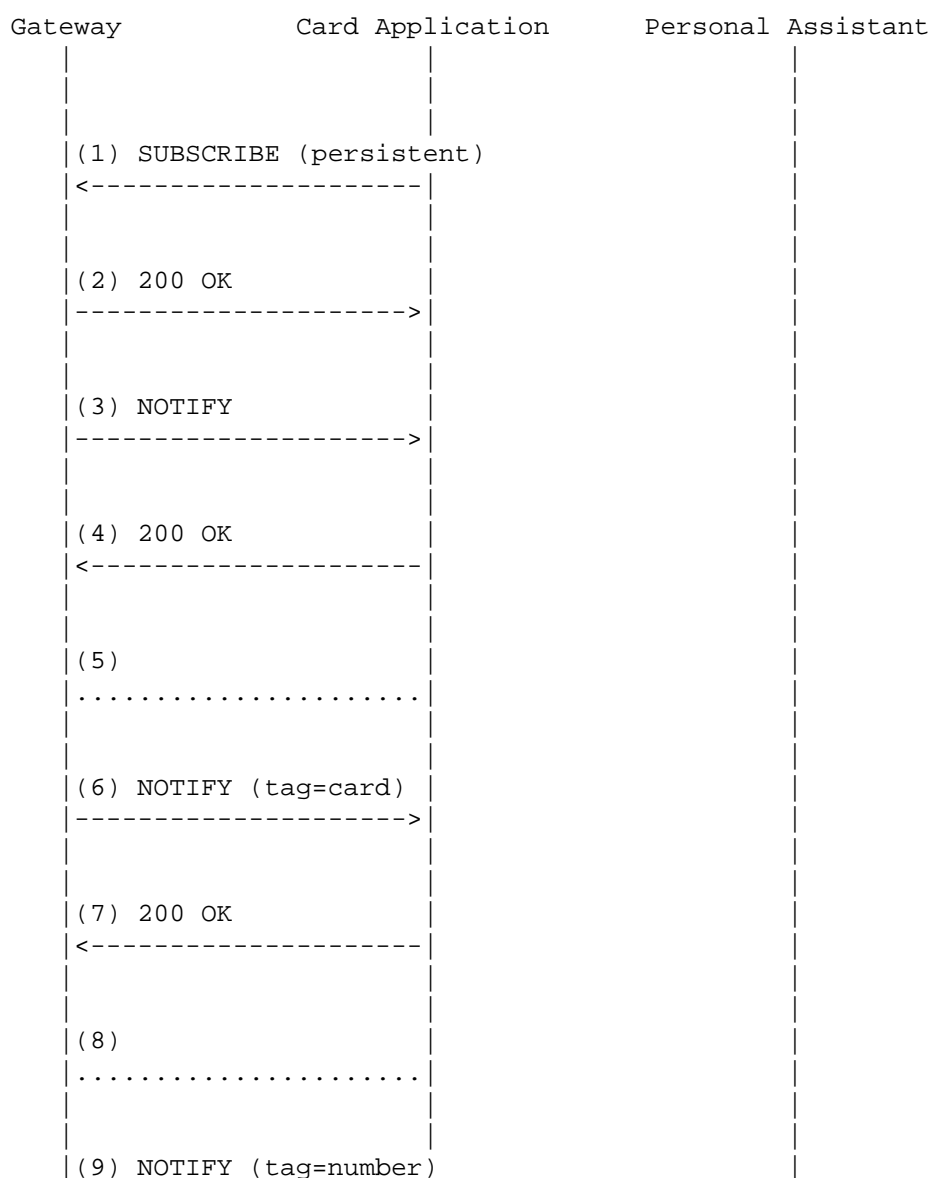 Gateway Card Application Personal Assistant
(1) SUBSCRIBE (persistent)
(2) 200 OK
(3) NOTIFY
(4) 200 OK
(5)
(6) NOTIFY (tag=card)
(7) 200 OK
(8)
(9) NOTIFY (tag=number)